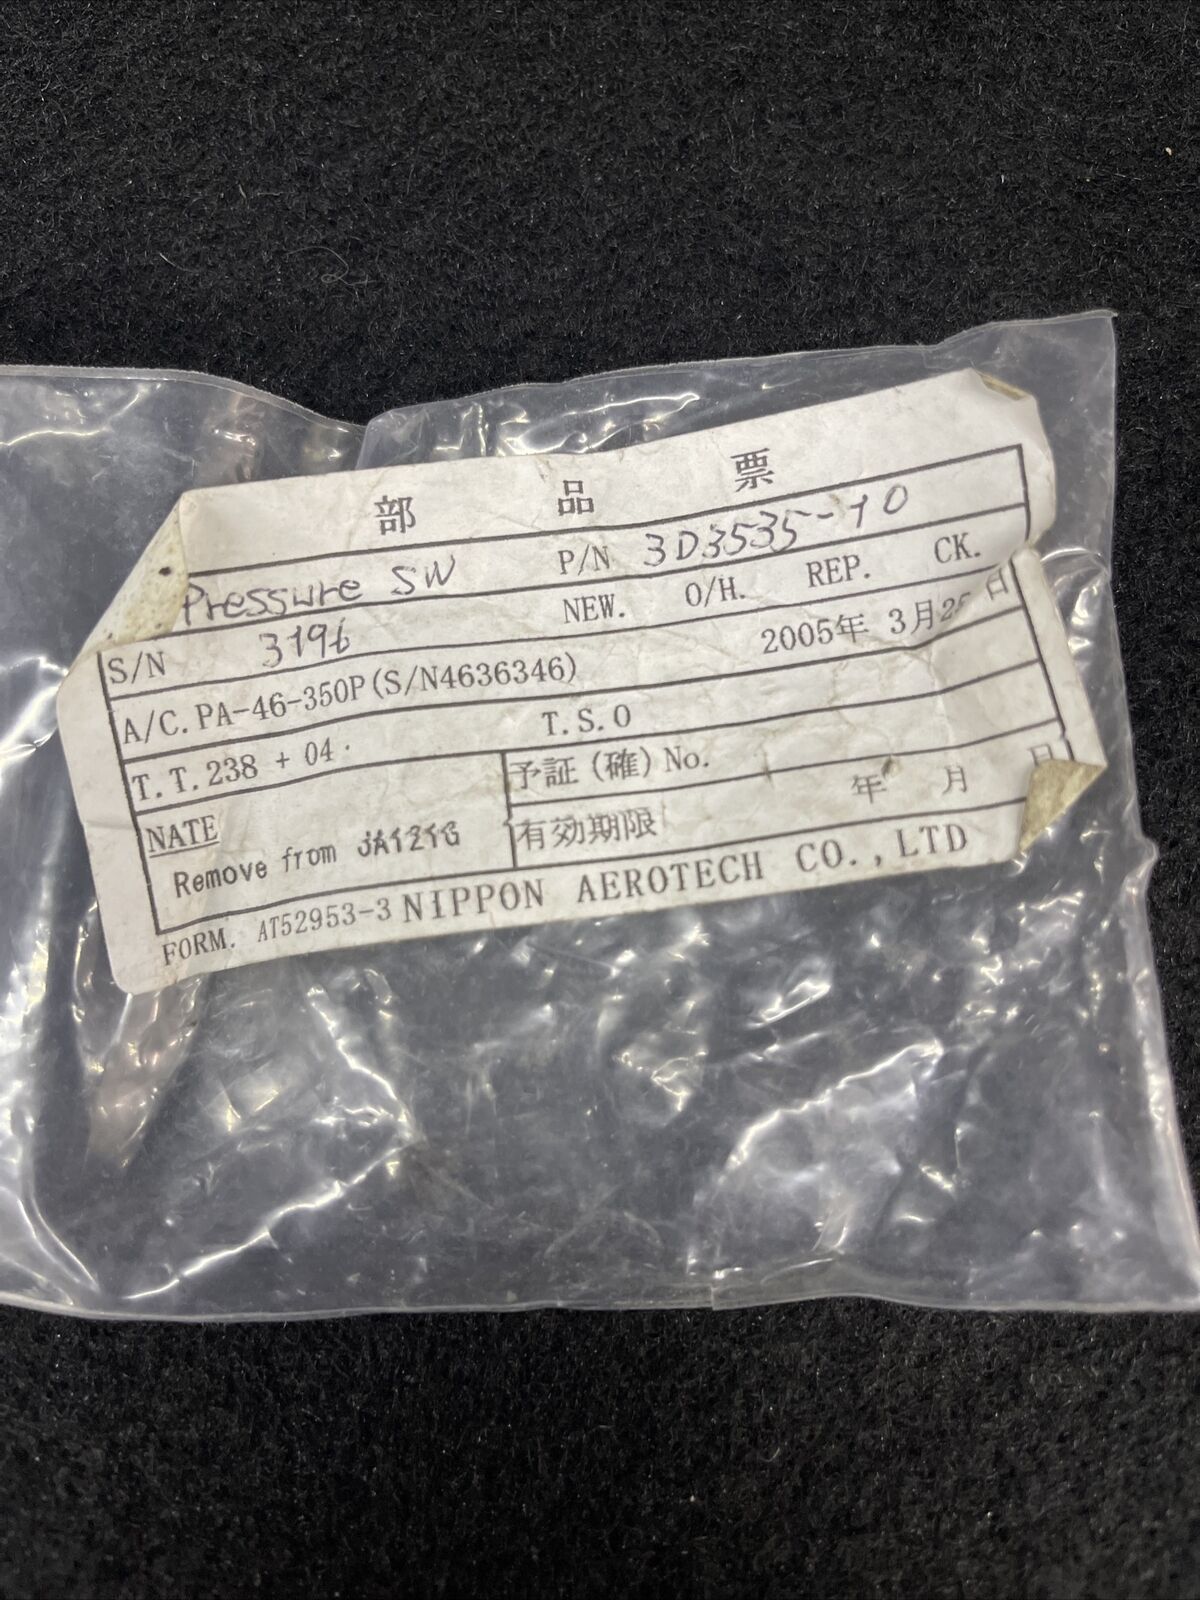 部 品 票
Pressure SW P/N 3D3535-10
S/N 3196 NEW. O/H. REP. CK.
A/C. PA-46-350P(S/N4636346) 2005年 3月 日
T.T. 238 + 04 T.S.O
NATE 予証(確)No.
Remove from 有効期限 年 月 日
FORM. AT52953-3 NIPPON AEROTECH CO.,LTD